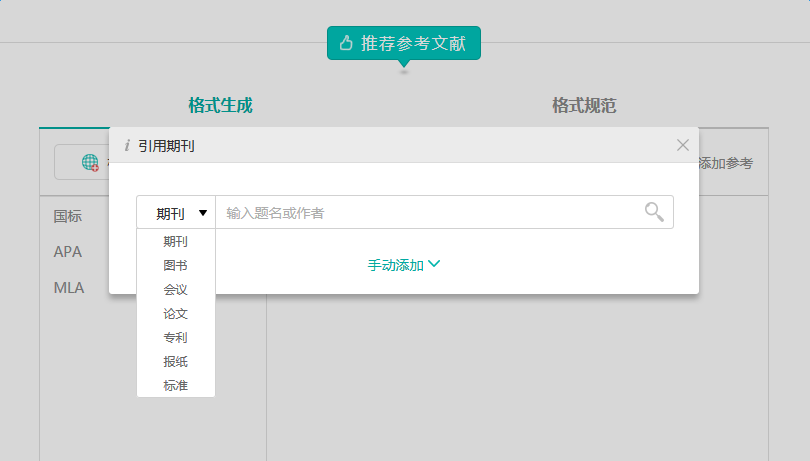 推荐参考文献
格式生成
格式规范
i 引用期刊
添加参考
国标
APA
MLA
期刊
输入题名或作者
手动添加
期刊
图书
会议
论文
专利
报纸
标准